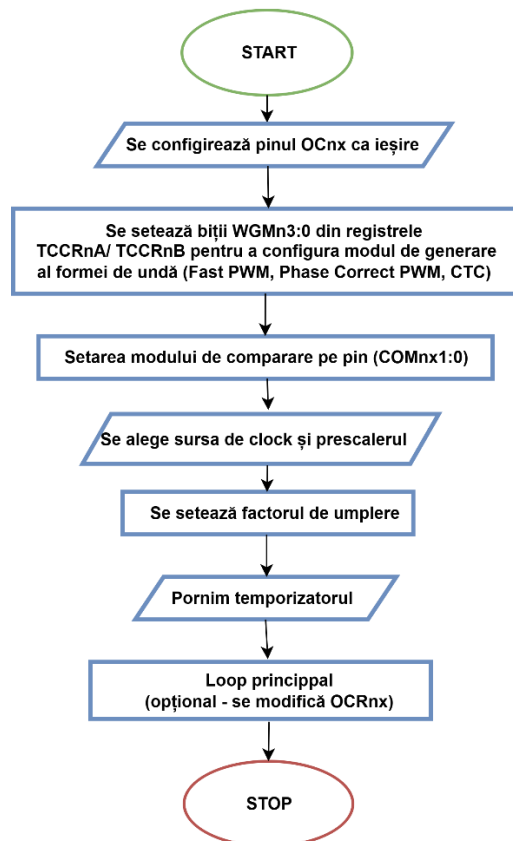 START
Se configirează pinul OCnx ca ieșire
Se setează biții WGMn3:0 din registrele
TCCRnA/ TCCRnB pentru a configura modul de generare
al formei de undă (Fast PWM, Phase Correct PWM, CTC)
Setarea modului de comparare pe pin (COMnx1:0)
Se alege sursa de clock și prescalerul
Se setează factorul de umplere
Pornim temporizatorul
Loop princippal
(opțional - se modifică OCRnx)
STOP